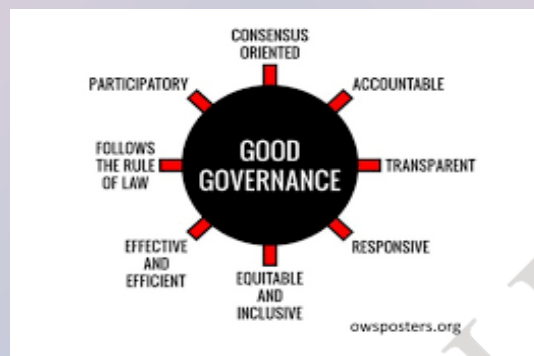 CONSENSUS
ORIENTED
PARTICIPATORY
ACCOUNTABLE
FOLLOWS
THE RULE
OF LAW
GOOD
GOVERNANCE
TRANSPARENT
EFFECTIVE
AND
EFFICIENT
RESPONSIVE
EQUITABLE
AND
INCLUSIVE
owsposters.org